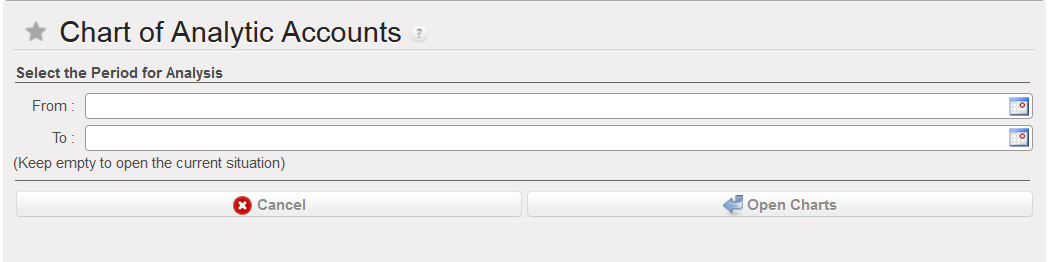 Chart of Analytic Accounts ?
Select the Period for Analysis
From :
To :
(Keep empty to open the current situation)
Cancel Open Charts